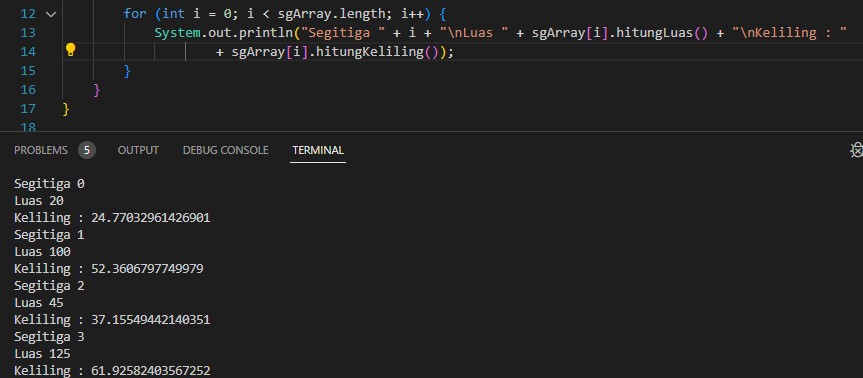 12 for (int i = 0; i < sgArray.length; i++) {
13 System.out.println("Segitiga " + i + "\nLuas " + sgArray[i].hitungLuas() + "\nKeliling : "
14 + sgArray[i].hitungKeliling());
15 }
16 }
17 }
18
PROBLEMS 5 OUTPUT DEBUG CONSOLE TERMINAL
Segitiga 0
Luas 20
Keliling : 24.77032961426901
Segitiga 1
Luas 100
Keliling : 52.3606797749979
Segitiga 2
Luas 45
Keliling : 37.15549442140351
Segitiga 3
Luas 125
Keliling : 61.92582403567252